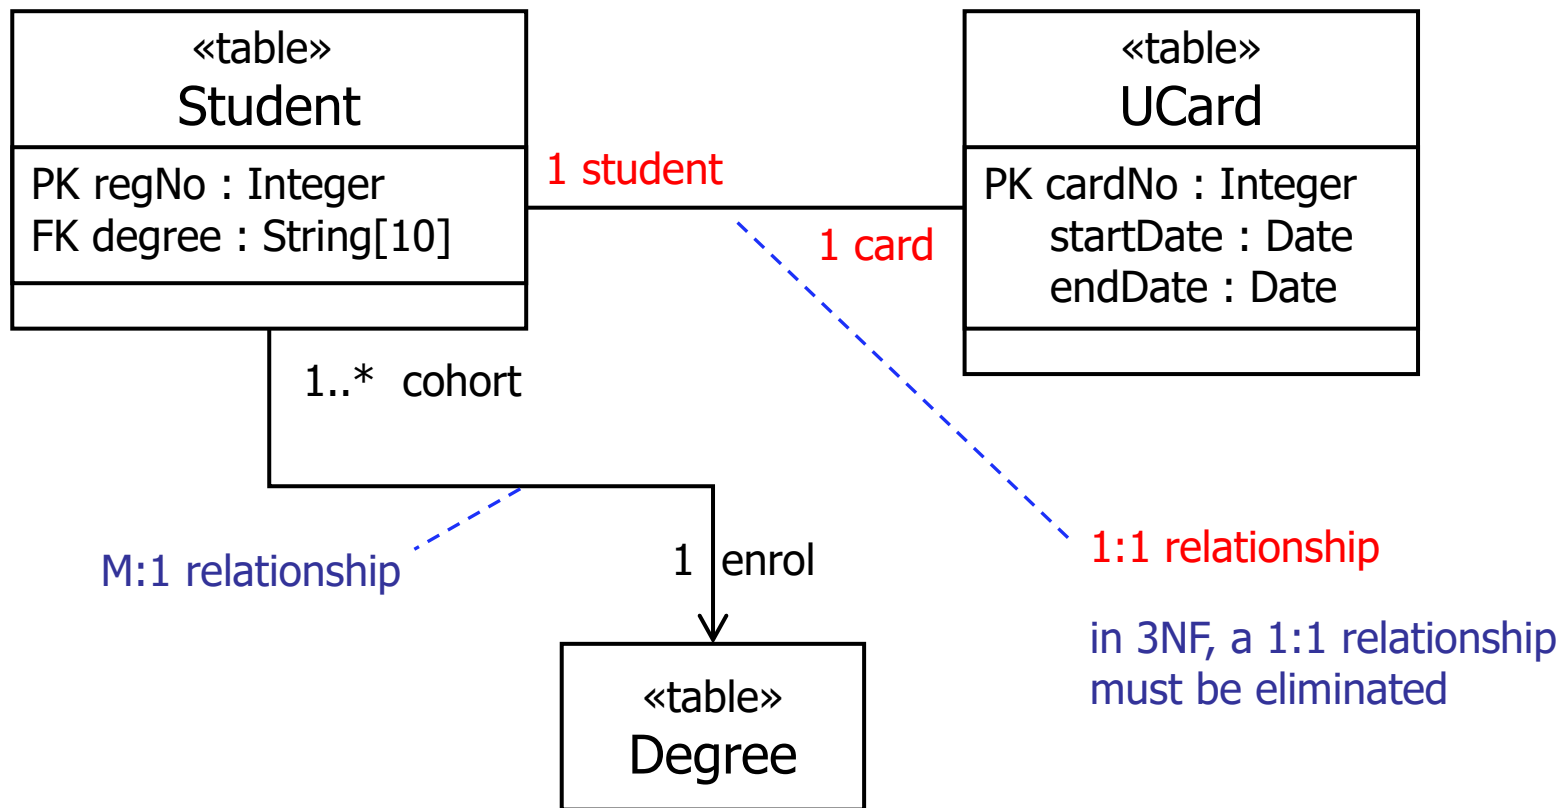 «table»
Student
PK regNo : Integer
FK degree : String[10]
1 student
1 card
«table»
UCard
PK cardNo : Integer
startDate : Date
endDate : Date
1..* cohort
M:1 relationship
1 enrol
1:1 relationship
in 3NF, a 1:1 relationship
must be eliminated
«table»
Degree